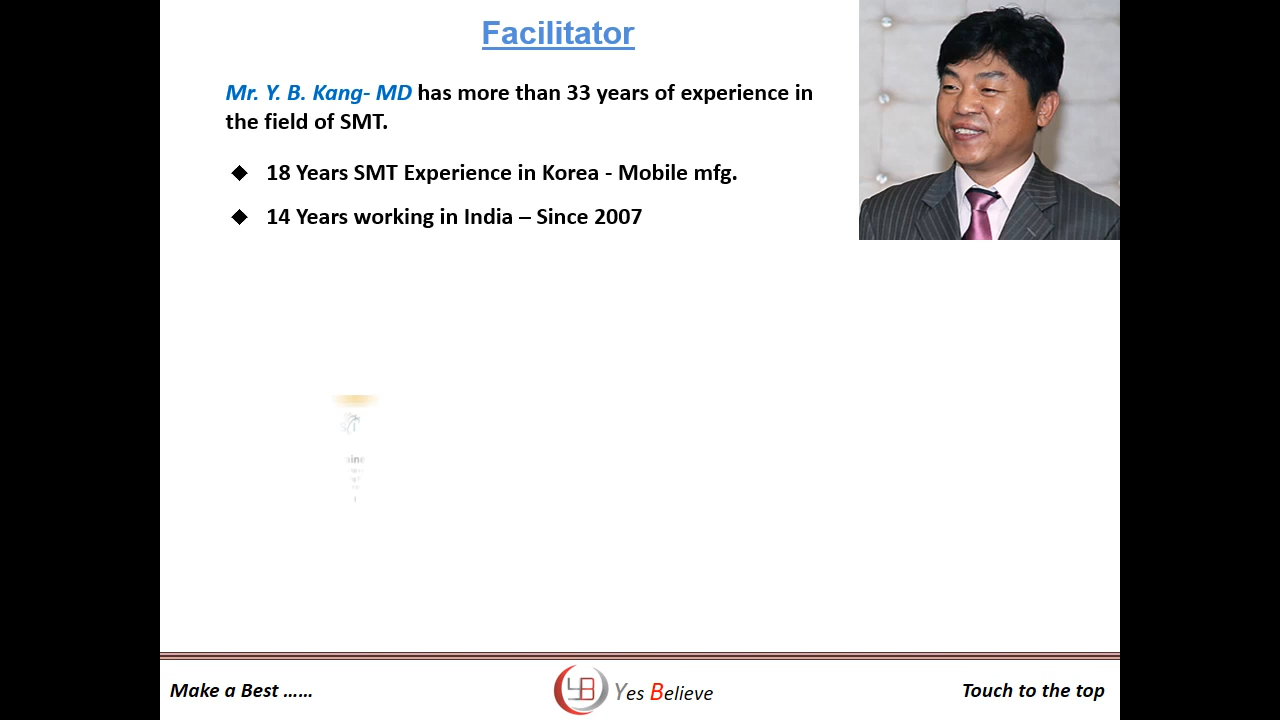 Facilitator
Mr. Y. B. Kang- MD has more than 33 years of experience in
the field of SMT.
◆ 18 Years SMT Experience in Korea - Mobile mfg.
◆ 14 Years working in India – Since 2007
Make a Best ......
YB Yes Believe
Touch to the top